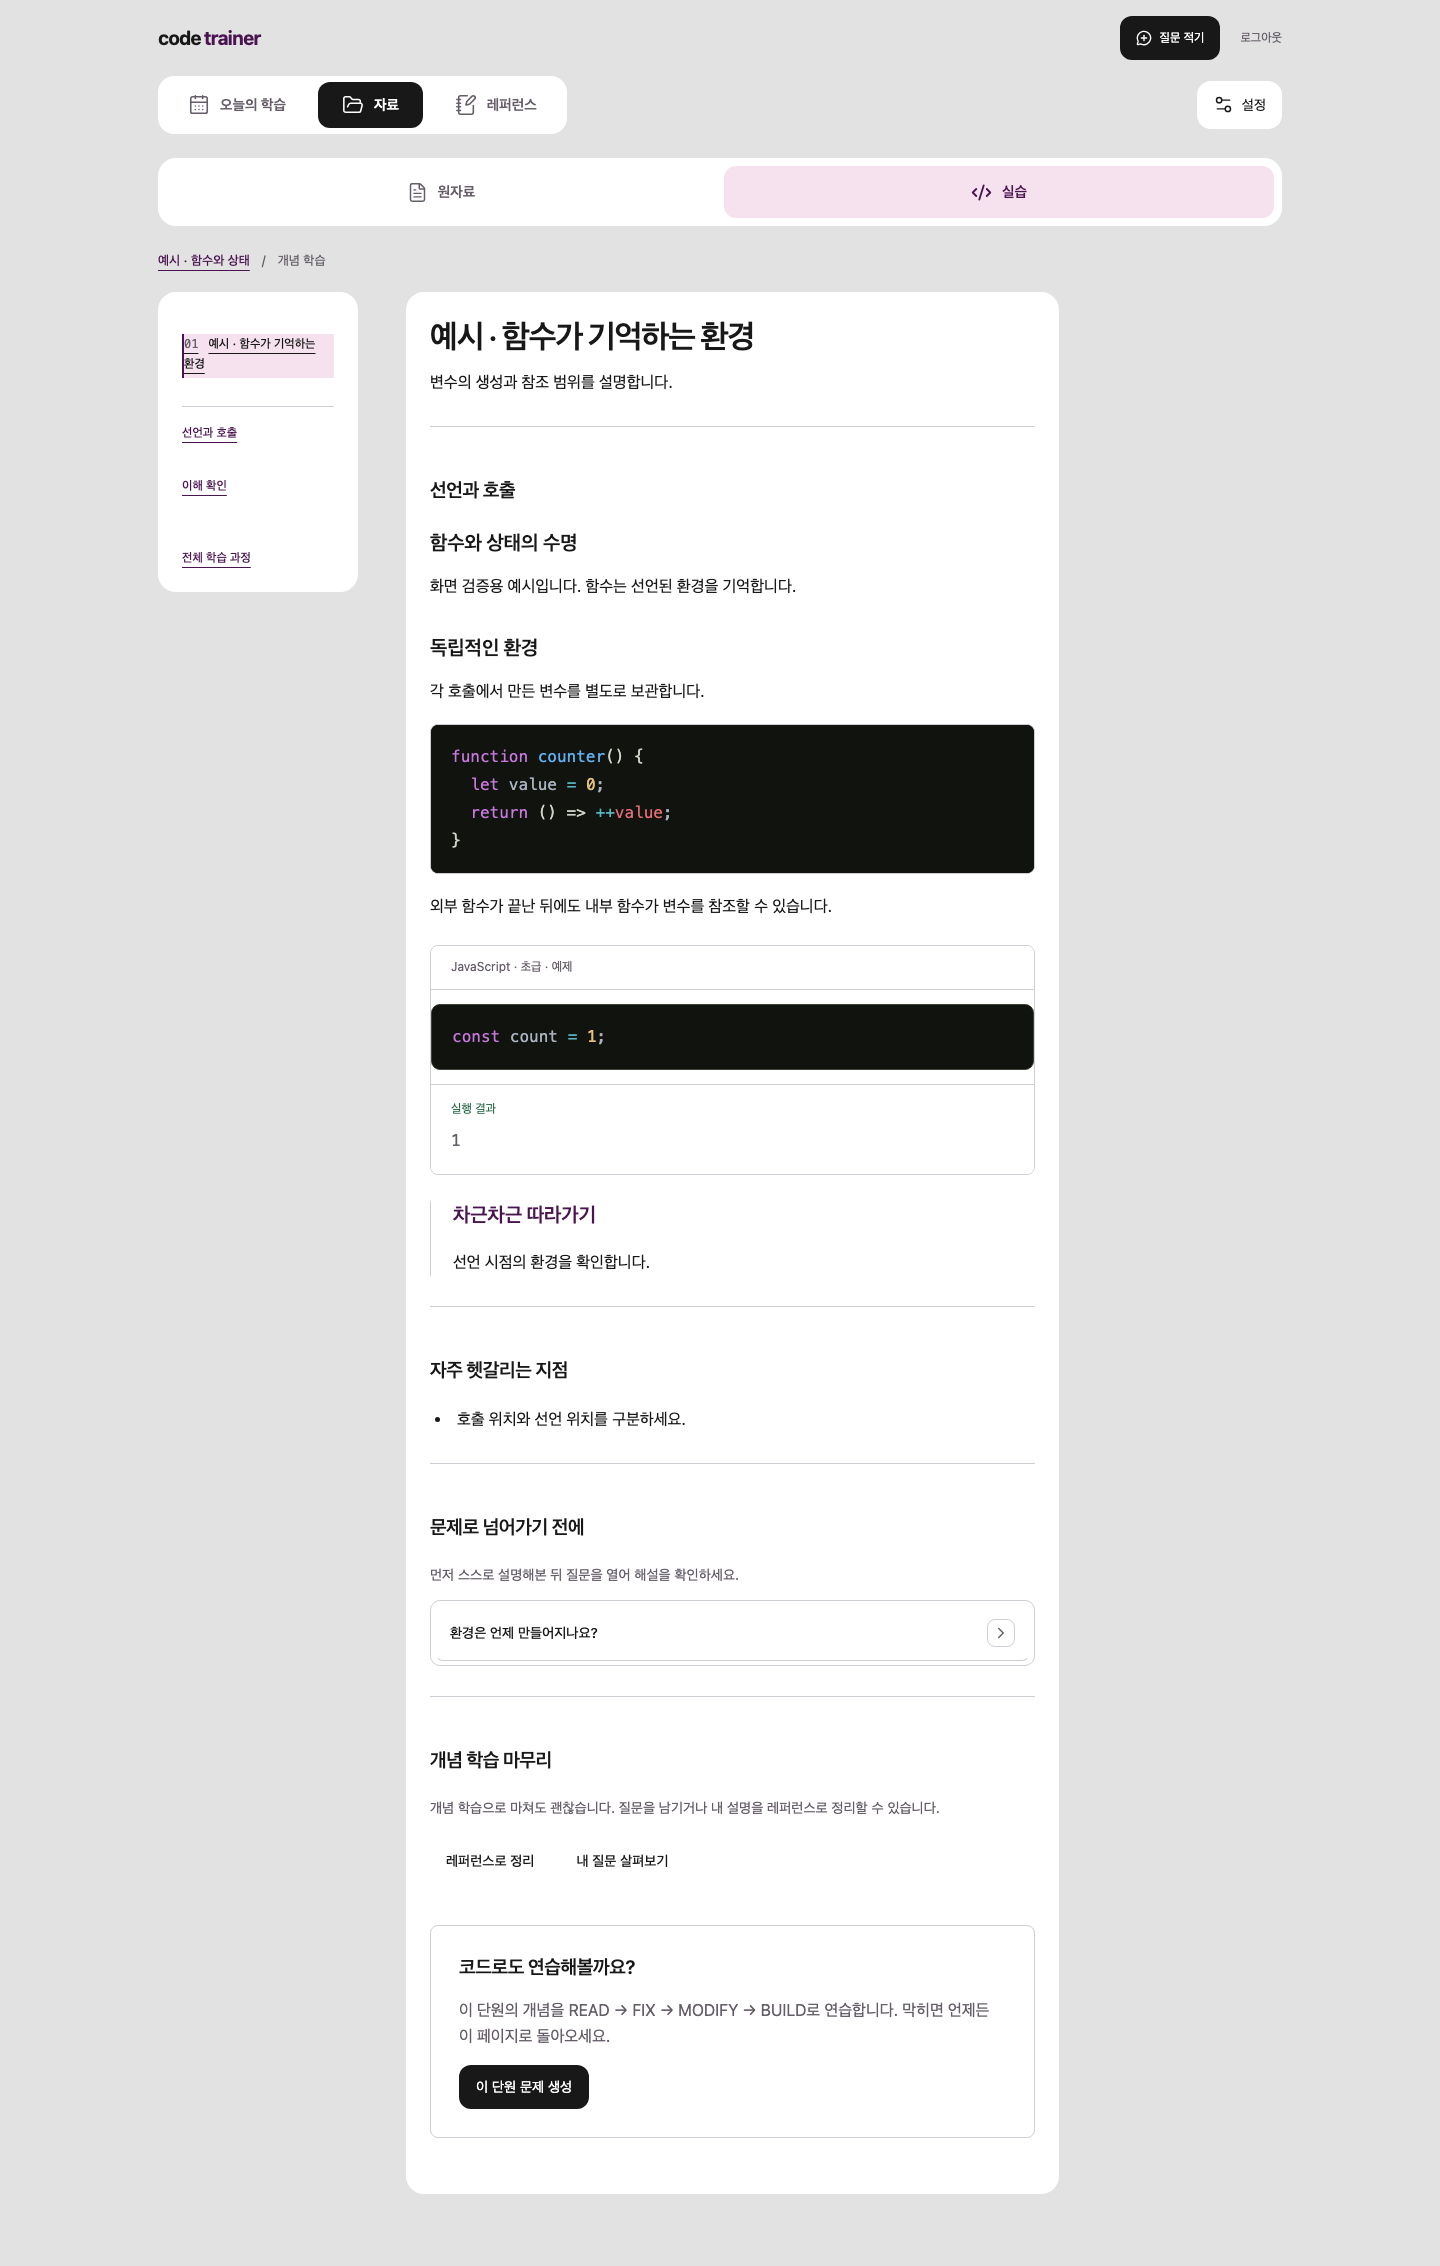 code trainer
질문 적기
로그아웃
오늘의 학습
자료
레퍼런스
설정
원자료
실습
예시 · 함수와 상태 / 개념 학습
01 예시 · 함수가 기억하는
환경
선언과 호출
이해 확인
전체 학습 과정
예시 · 함수가 기억하는 환경
변수의 생성과 참조 범위를 설명합니다.
선언과 호출
함수와 상태의 수명
화면 검증용 예시입니다. 함수는 선언된 환경을 기억합니다.
독립적인 환경
각 호출에서 만든 변수를 별도로 보관합니다.
function counter() {
  let value = 0;
  return () => ++value;
}
외부 함수가 끝난 뒤에도 내부 함수가 변수를 참조할 수 있습니다.
JavaScript · 초급 · 예제
const count = 1;
실행 결과
1
차근차근 따라가기
선언 시점의 환경을 확인합니다.
자주 헷갈리는 지점
• 호출 위치와 선언 위치를 구분하세요.
문제로 넘어가기 전에
먼저 스스로 설명해본 뒤 질문을 열어 해설을 확인하세요.
환경은 언제 만들어지나요?
개념 학습 마무리
개념 학습으로 마쳐도 괜찮습니다. 질문을 남기거나 내 설명을 레퍼런스로 정리할 수 있습니다.
레퍼런스로 정리
내 질문 살펴보기
코드로도 연습해볼까요?
이 단원의 개념을 READ → FIX → MODIFY → BUILD로 연습합니다. 막히면 언제든
이 페이지로 돌아오세요.
이 단원 문제 생성